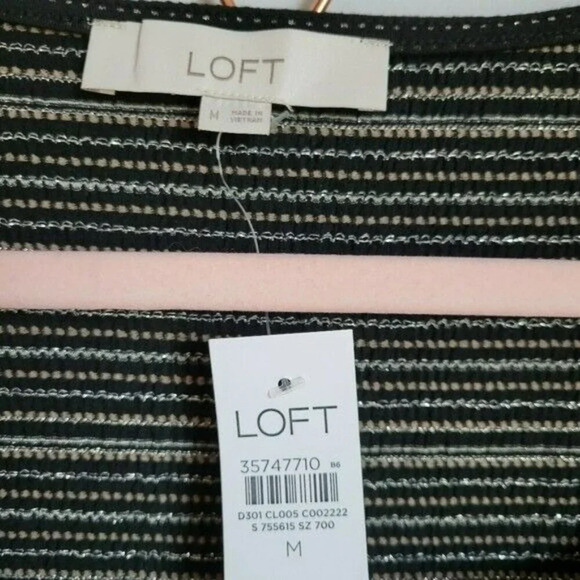 LOFT
M
MADE IN
VIETNAM
LOFT
35747710 B6
D301 CL005 C002222
S 755615 SZ 700
M